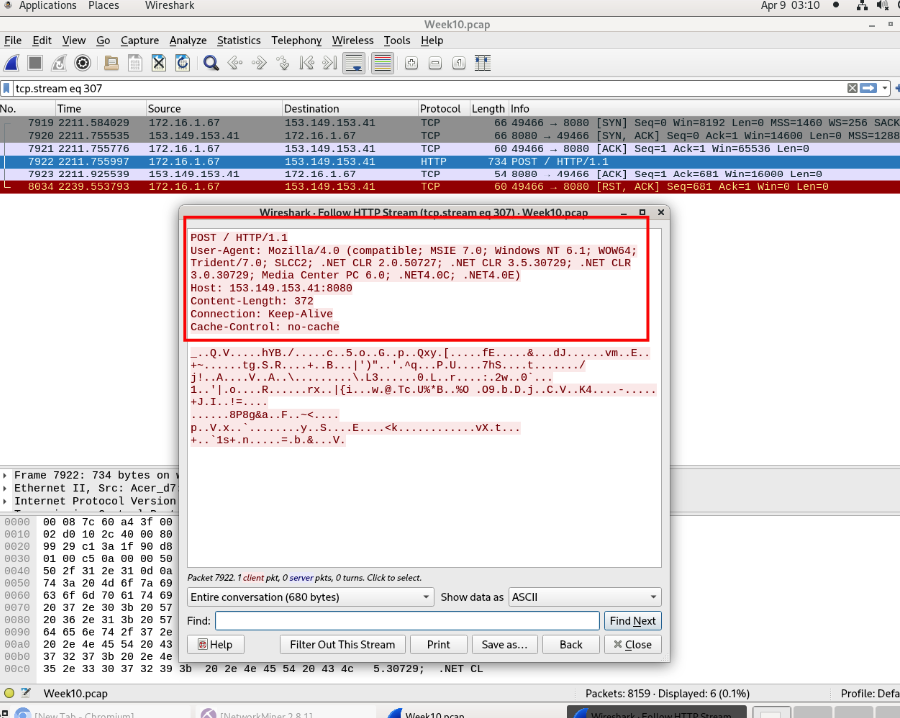 Applications Places Wireshark Apr 9 03:10
Week10.pcap
File Edit View Go Capture Analyze Statistics Telephony Wireless Tools Help
tcp.stream eq 307
No. Time Source Destination Protocol Length Info
7919 2211.584029 172.16.1.67 153.149.153.41 TCP 66 49466 → 8080 [SYN] Seq=0 Win=8192 Len=0 MSS=1460 WS=256 SACK
7920 2211.755535 153.149.153.41 172.16.1.67 TCP 66 8080 → 49466 [SYN, ACK] Seq=0 Ack=1 Win=14600 Len=0 MSS=1288
7921 2211.755776 172.16.1.67 153.149.153.41 TCP 60 49466 → 8080 [ACK] Seq=1 Ack=1 Win=65536 Len=0
7922 2211.755997 172.16.1.67 153.149.153.41 HTTP 734 POST / HTTP/1.1
7923 2211.925539 153.149.153.41 172.16.1.67 TCP 54 8080 → 49466 [ACK] Seq=1 Ack=681 Win=16000 Len=0
8034 2239.553793 172.16.1.67 153.149.153.41 TCP 60 49466 → 8080 [RST, ACK] Seq=681 Ack=1 Win=0 Len=0
Wireshark · Follow HTTP Stream (tcp.stream eq 307) · Week10.pcap
POST / HTTP/1.1
User-Agent: Mozilla/4.0 (compatible; MSIE 7.0; Windows NT 6.1; WOW64;
Trident/7.0; SLCC2; .NET CLR 2.0.50727; .NET CLR 3.5.30729; .NET CLR
3.0.30729; Media Center PC 6.0; .NET4.0C; .NET4.0E)
Host: 153.149.153.41:8080
Content-Length: 372
Connection: Keep-Alive
Cache-Control: no-cache
_..Q.V.....hYB./.....c..5.o..G..p..Qxy.[.....fE.....&...dJ......vm..E..
+~......tg.S.R....+..B...|')"..'.^q...P.U....7hS....t......./
j!..A....V..A..\.........\.L3......0.L..r....:.2w..0`...
1..'|.o....R......rx..|{i...w.@.Tc.U%*B..%O .O9.b.D.j..C.V..K4....-.....
+J.I..!=....
......8P8g&a..F..~<....
p..V.x..`........y..S....E....<k............vX.t...
+..`1s+.n.....=.b.&...V.
Frame 7922: 734 bytes on
Ethernet II, Src: Acer_d7
Internet Protocol Version
0000 00 08 7c 60 a4 3f 00
0010 02 d0 10 2c 40 00 80
0020 99 29 c1 3a 1f 90 d8
0030 01 00 c5 0a 00 00 50
0040 50 2f 31 2e 31 0d 0a
0050 74 3a 20 4d 6f 7a 69
0060 63 6f 6d 70 61 74 69
0070 20 37 2e 30 3b 20 57
0080 20 36 2e 31 3b 20 57
0090 64 65 6e 74 2f 37 2e
00a0 20 2e 4e 45 54 20 43
00b0 37 32 37 3b 20 2e 4e
00c0 35 2e 33 30 37 32 39 3b 20 2e 4e 45 54 20 43 4c 5.30729; .NET CL
Packet 7922. 1 client pkt, 0 server pkts, 0 turns. Click to select.
Entire conversation (680 bytes) Show data as ASCII
Find: Find Next
Help Filter Out This Stream Print Save as… Back Close
Week10.pcap Packets: 8159 · Displayed: 6 (0.1%) Profile: Defa
[New Tab - Chromium] [NetworkMiner 2.8.1] Week10.pcap Wireshark · Follow HTTP Stream